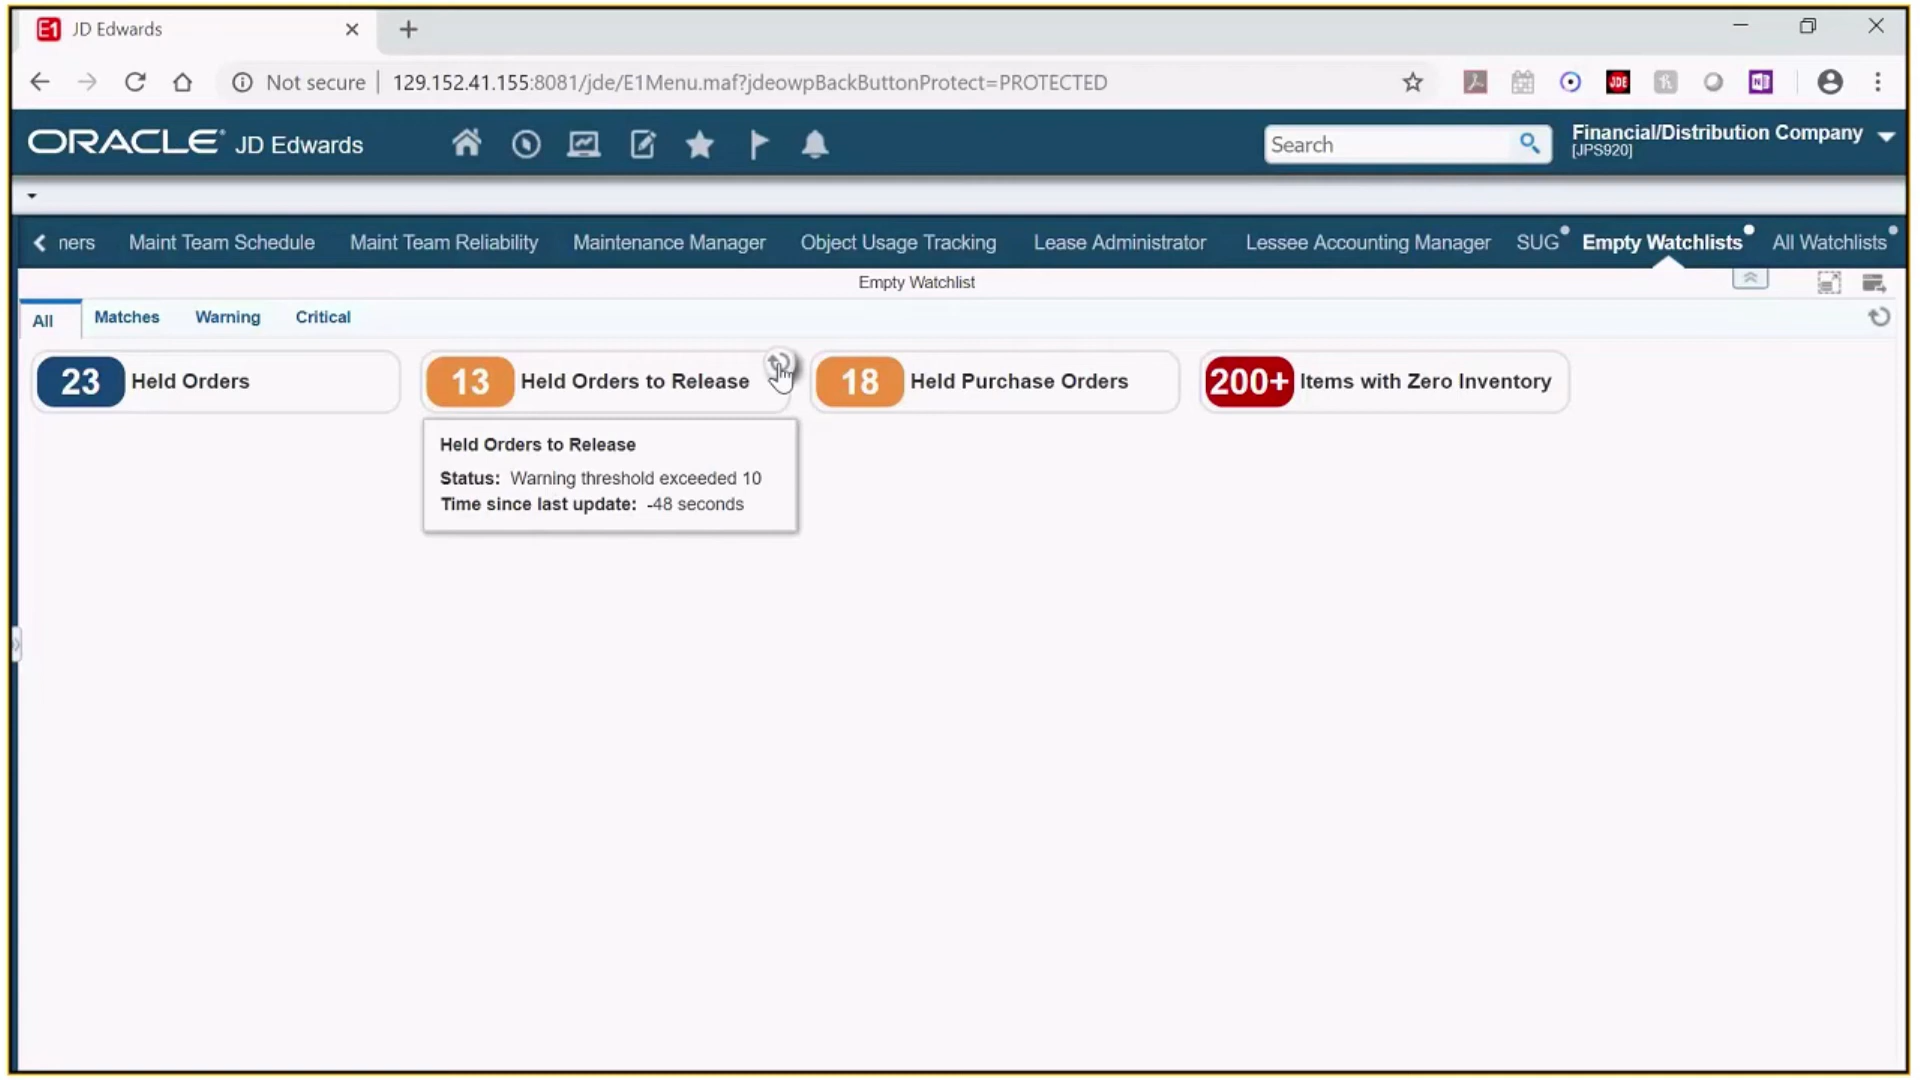 E1 JD Edwards
Not secure | 129.152.41.155:8081/jde/E1Menu.maf?jdeowpBackButtonProtect=PROTECTED
JDE
N
ORACLE JD Edwards
Search
Financial/Distribution Company
[JPS920]
ners Maint Team Schedule Maint Team Reliability Maintenance Manager Object Usage Tracking Lease Administrator Lessee Accounting Manager SUG Empty Watchlists All Watchlists
Empty Watchlist
All Matches Warning Critical
23 Held Orders 13 Held Orders to Release 18 Held Purchase Orders 200+ Items with Zero Inventory
Held Orders to Release
Status: Warning threshold exceeded 10
Time since last update: -48 seconds